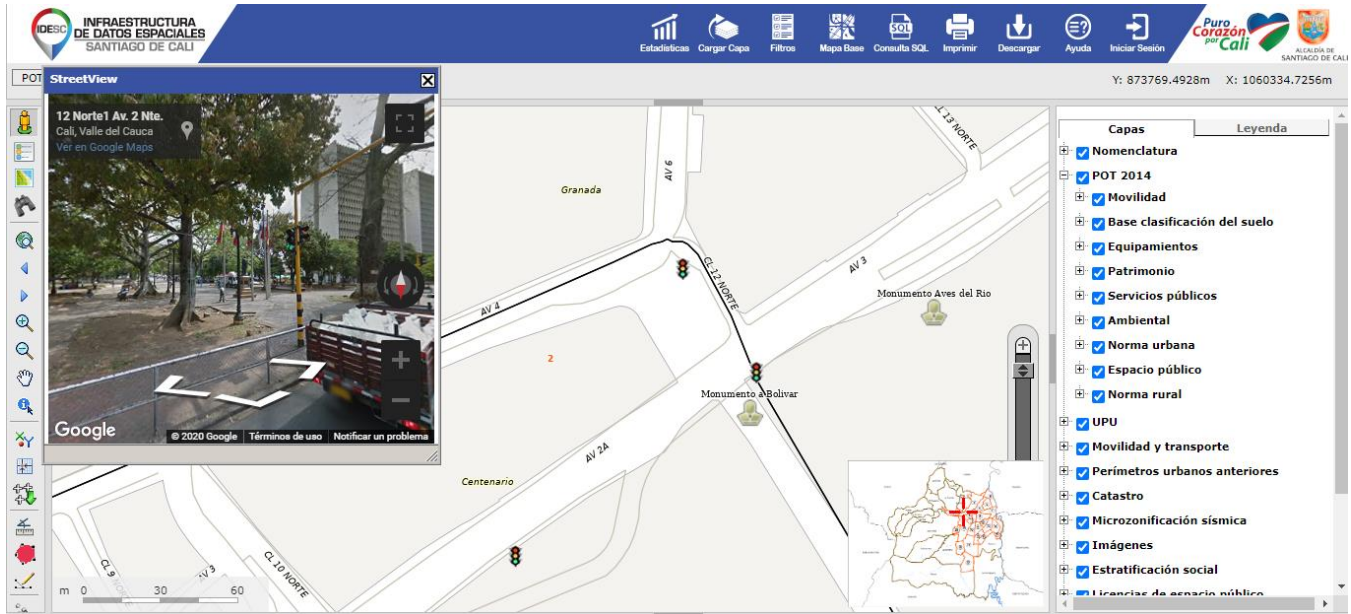 IDESC
INFRAESTRUCTURA
DE DATOS ESPACIALES
SANTIAGO DE CALI
Estadísticas
Cargar Capa
Filtros
Mapa Base
SQL
Consulta SQL
Imprimir
Descargar
Ayuda
Iniciar Sesión
Puro
Corazón
por Cali
ALCALDÍA DE
SANTIAGO DE CALI
POT
StreetView
Y: 873769.4928m X: 1060334.7256m
12 Norte1 Av. 2 Nte.
Cali, Valle del Cauca
Ver en Google Maps
Google
© 2020 Google
Términos de uso
Notificar un problema
Granada
AV 6
CL 13 NORTE
CL 12 NORTE
AV 3
AV 4
Monumento Aves del Rio
2
Monumento a Bolivar
AV 2A
Centenario
CL 10 NORTE
m 0 30 60
Capas
Leyenda
Nomenclatura
POT 2014
Movilidad
Base clasificación del suelo
Equipamientos
Patrimonio
Servicios públicos
Ambiental
Norma urbana
Espacio público
Norma rural
UPU
Movilidad y transporte
Perímetros urbanos anteriores
Catastro
Microzonificación sísmica
Imágenes
Estratificación social
Licencias de espacio público